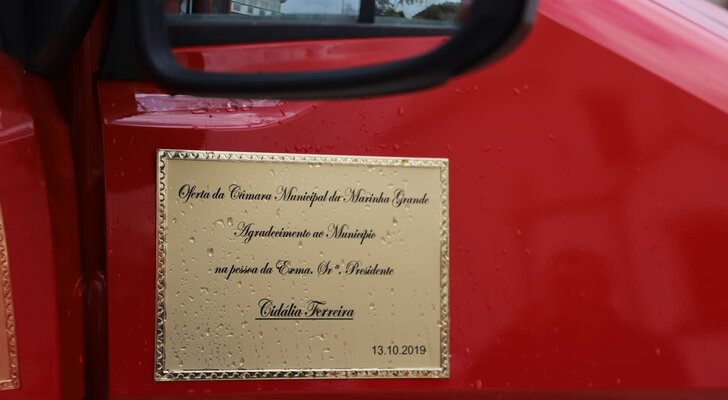 Oferta da Câmara Municipal da Marinha Grande
Agradecimento ao Município
na pessoa da Exma. Srª. Presidente
Cidália Ferreira
13.10.2019